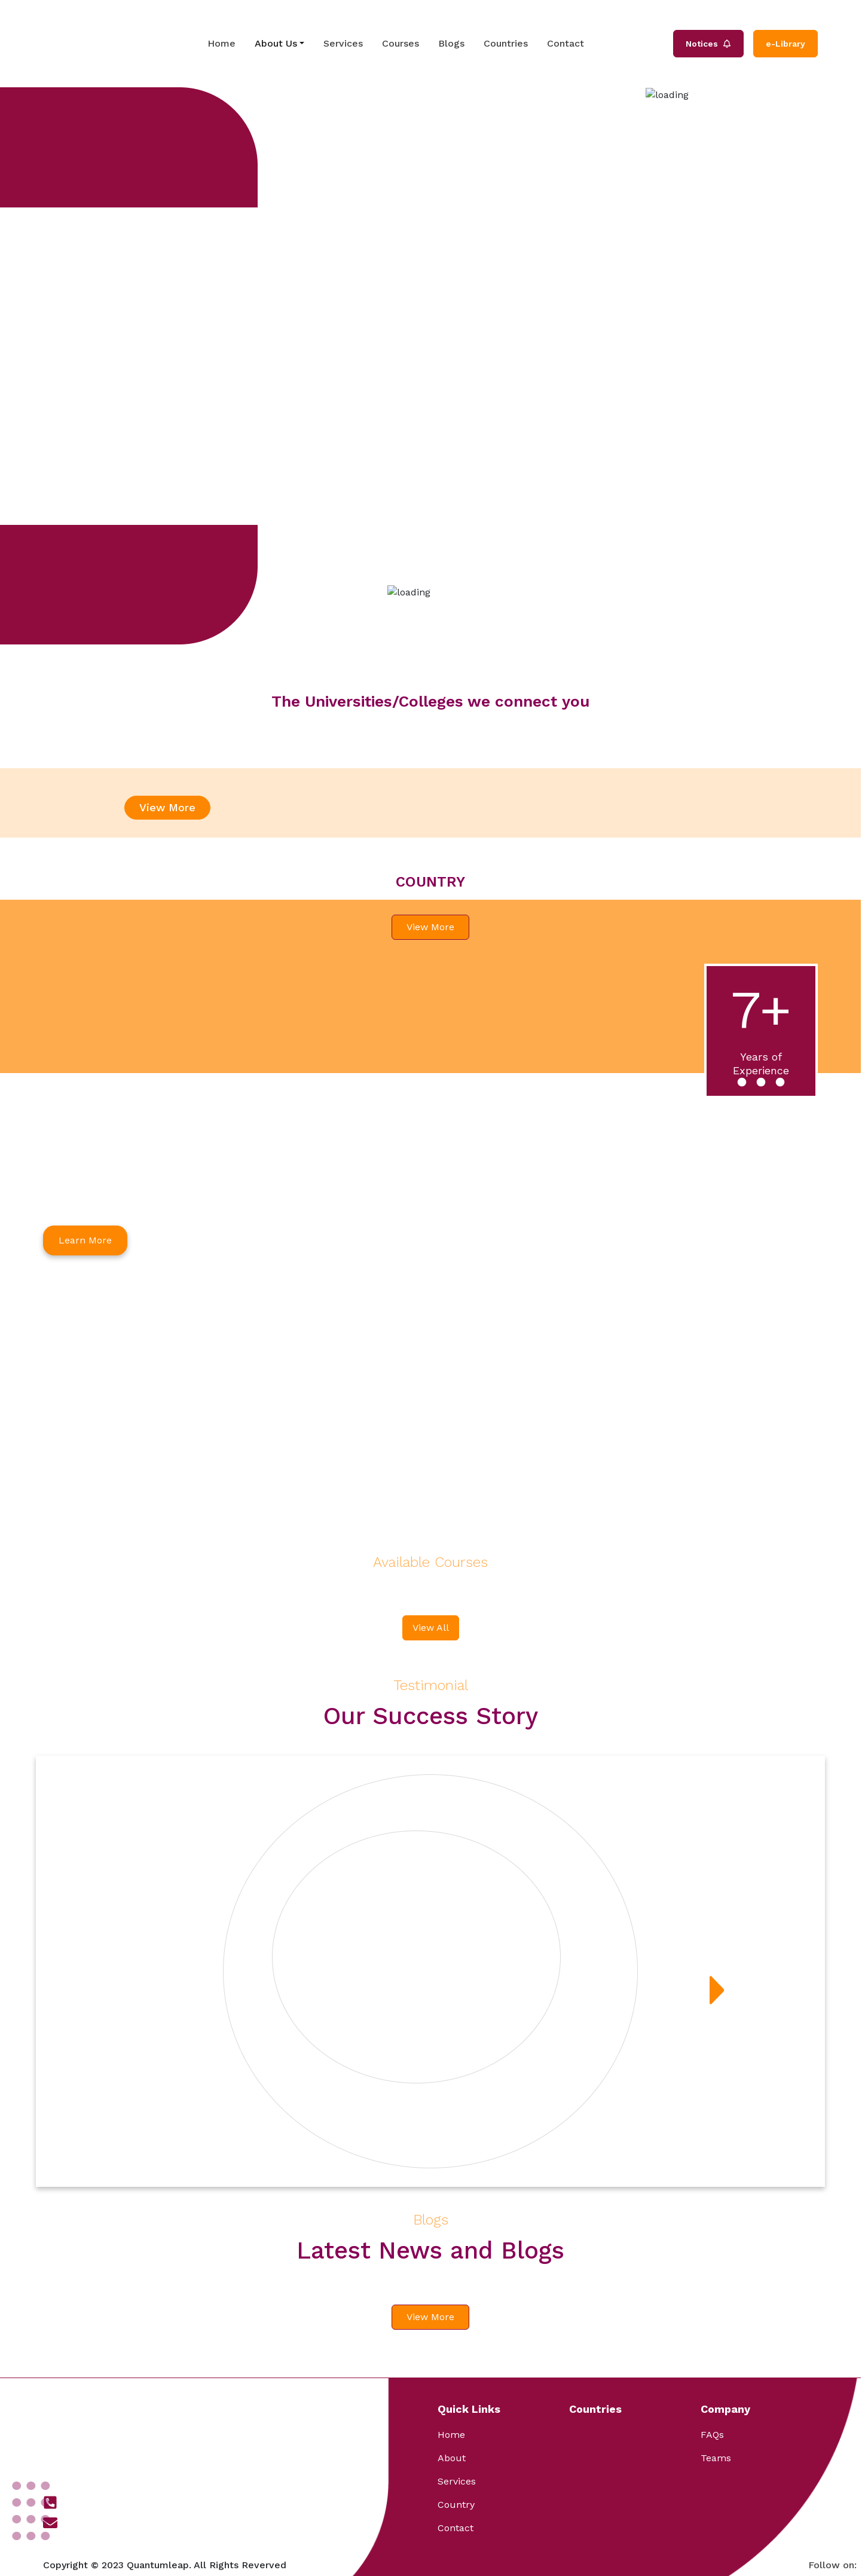 Home About Us Services Courses Blogs Countries Contact Notices e-Library
loading
loading
The Universities/Colleges we connect you
View More
COUNTRY
View More
7+
Years of
Experience
Learn More
Available Courses
View All
Testimonial
Our Success Story
Blogs
Latest News and Blogs
View More
Quick Links Countries Company
Home FAQs
About Teams
Services
Country
Contact
Copyright © 2023 Quantumleap. All Rights Reverved Follow on: